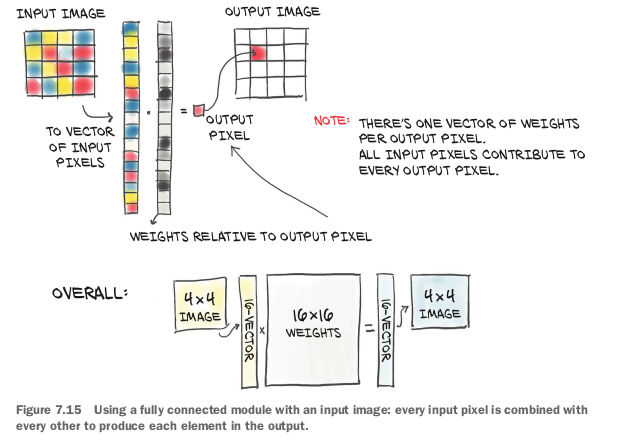 INPUT IMAGE
OUTPUT IMAGE
TO VECTOR
OF INPUT
PIXELS
·
=
OUTPUT
PIXEL
NOTE: THERE'S ONE VECTOR OF WEIGHTS
PER OUTPUT PIXEL.
ALL INPUT PIXELS CONTRIBUTE TO
EVERY OUTPUT PIXEL.
WEIGHTS RELATIVE TO OUTPUT PIXEL
OVERALL:
4×4
IMAGE
16-VECTOR
×
16×16
WEIGHTS
=
16-VECTOR
4×4
IMAGE
Figure 7.15 Using a fully connected module with an input image: every input pixel is combined with
every other to produce each element in the output.